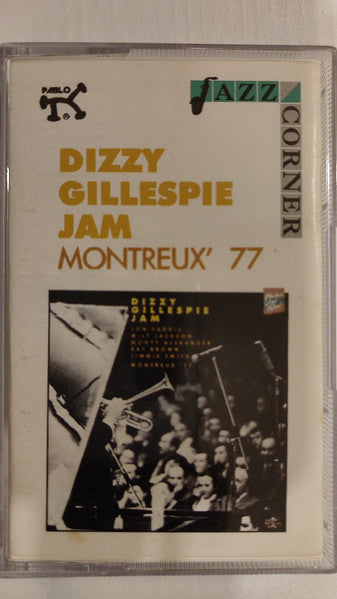 PABLO
JAZZ
CORNER
DIZZY
GILLESPIE
JAM
MONTREUX' 77
DIZZY
GILLESPIE
JAM
JON FADDIS
MILT JACKSON
MONTY ALEXANDER
RAY BROWN
JIMMIE SMITH
MONTREUX '77